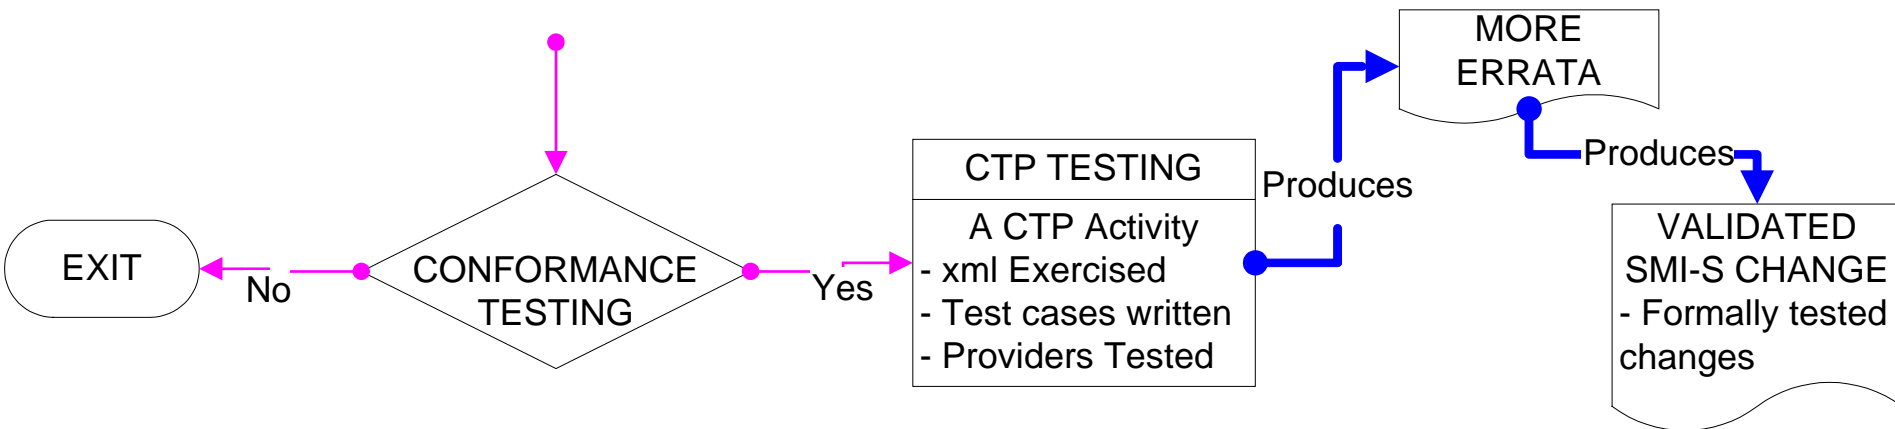 EXIT
No
CONFORMANCE
TESTING
Yes
CTP TESTING
A CTP Activity
- xml Exercised
- Test cases written
- Providers Tested
Produces
MORE
ERRATA
Produces
VALIDATED
SMI-S CHANGE
- Formally tested
changes